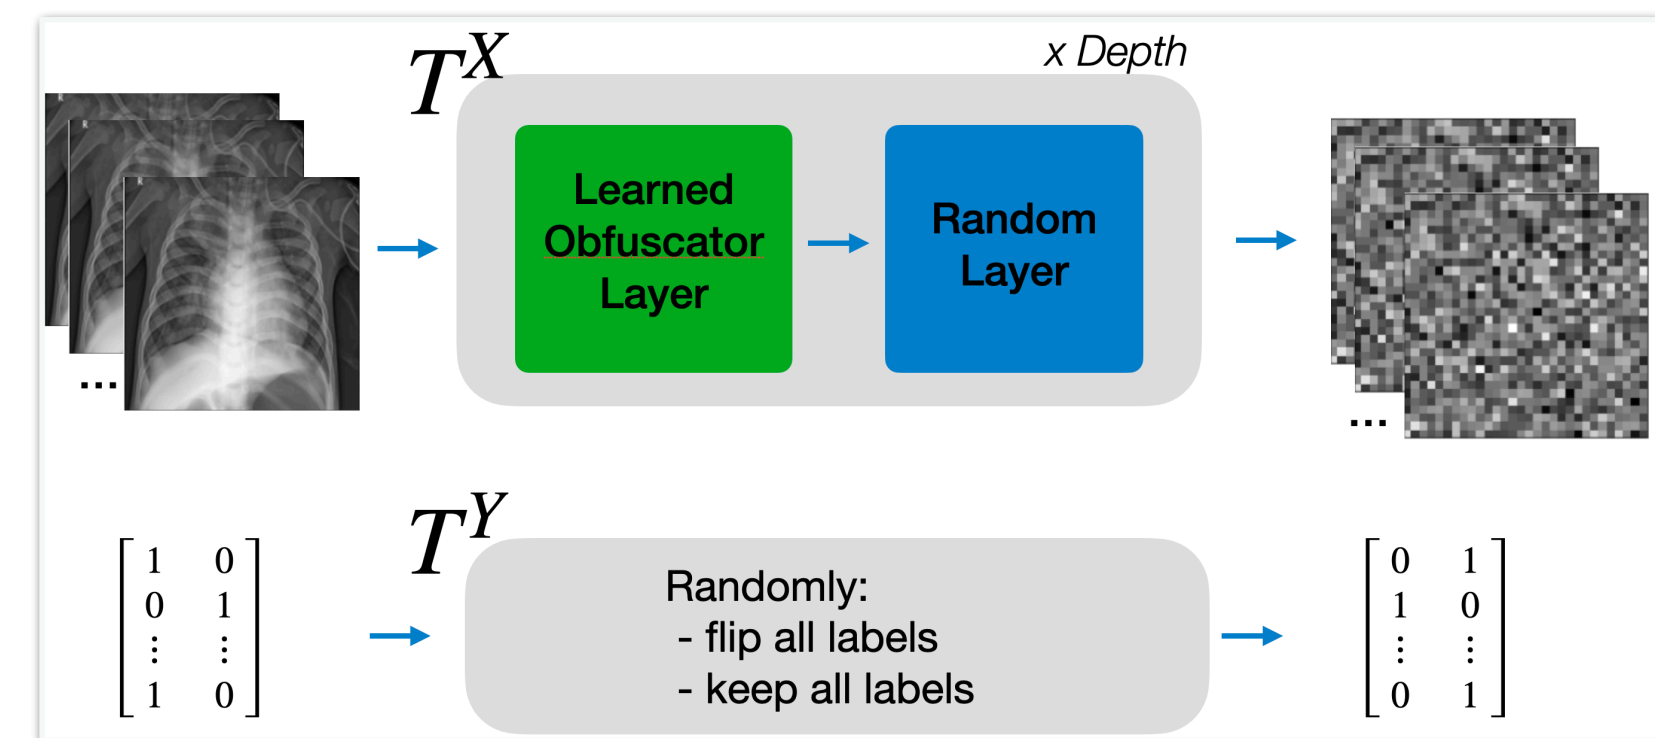 T^X
x Depth
Learned
Obfuscator
Layer
Random
Layer
...
...
T^Y
Randomly:
- flip all labels
- keep all labels
1 0
0 1
⋮ ⋮
1 0
0 1
1 0
⋮ ⋮
0 1